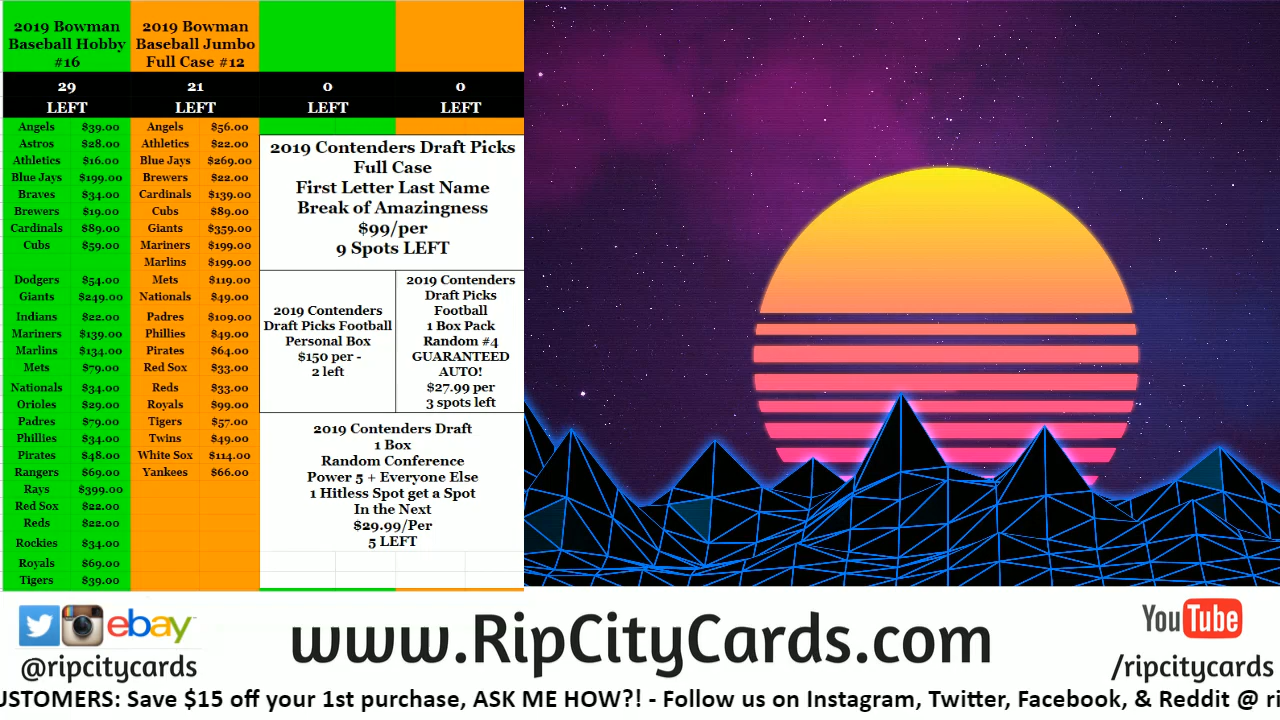 2019 Bowman
Baseball Hobby
#16
2019 Bowman
Baseball Jumbo
Full Case #12
29
LEFT
21
LEFT
0
LEFT
0
LEFT
Angels $39.00
Astros $28.00
Athletics $16.00
Blue Jays $199.00
Braves $34.00
Brewers $19.00
Cardinals $89.00
Cubs $59.00
Dodgers $54.00
Giants $249.00
Indians $22.00
Mariners $139.00
Marlins $134.00
Mets $79.00
Nationals $34.00
Orioles $29.00
Padres $79.00
Phillies $34.00
Pirates $48.00
Rangers $69.00
Rays $399.00
Red Sox $22.00
Reds $22.00
Rockies $34.00
Royals $69.00
Tigers $39.00
Angels $56.00
Athletics $22.00
Blue Jays $269.00
Brewers $22.00
Cardinals $139.00
Cubs $89.00
Giants $359.00
Mariners $199.00
Marlins $199.00
Mets $119.00
Nationals $49.00
Padres $109.00
Phillies $49.00
Pirates $64.00
Red Sox $33.00
Reds $33.00
Royals $99.00
Tigers $57.00
Twins $49.00
White Sox $114.00
Yankees $66.00
2019 Contenders Draft Picks
Full Case
First Letter Last Name
Break of Amazingness
$99/per
9 Spots LEFT
2019 Contenders
Draft Picks Football
Personal Box
$150 per -
2 left
2019 Contenders
Draft Picks
Football
1 Box Pack
Random #4
GUARANTEED
AUTO!
$27.99 per
3 spots left
2019 Contenders Draft
1 Box
Random Conference
Power 5 + Everyone Else
1 Hitless Spot get a Spot
In the Next
$29.99/Per
5 LEFT
ebay
@ripcitycards
www.RipCityCards.com
YouTube
/ripcitycards
USTOMERS: Save $15 off your 1st purchase, ASK ME HOW?! - Follow us on Instagram, Twitter, Facebook, & Reddit @ ri